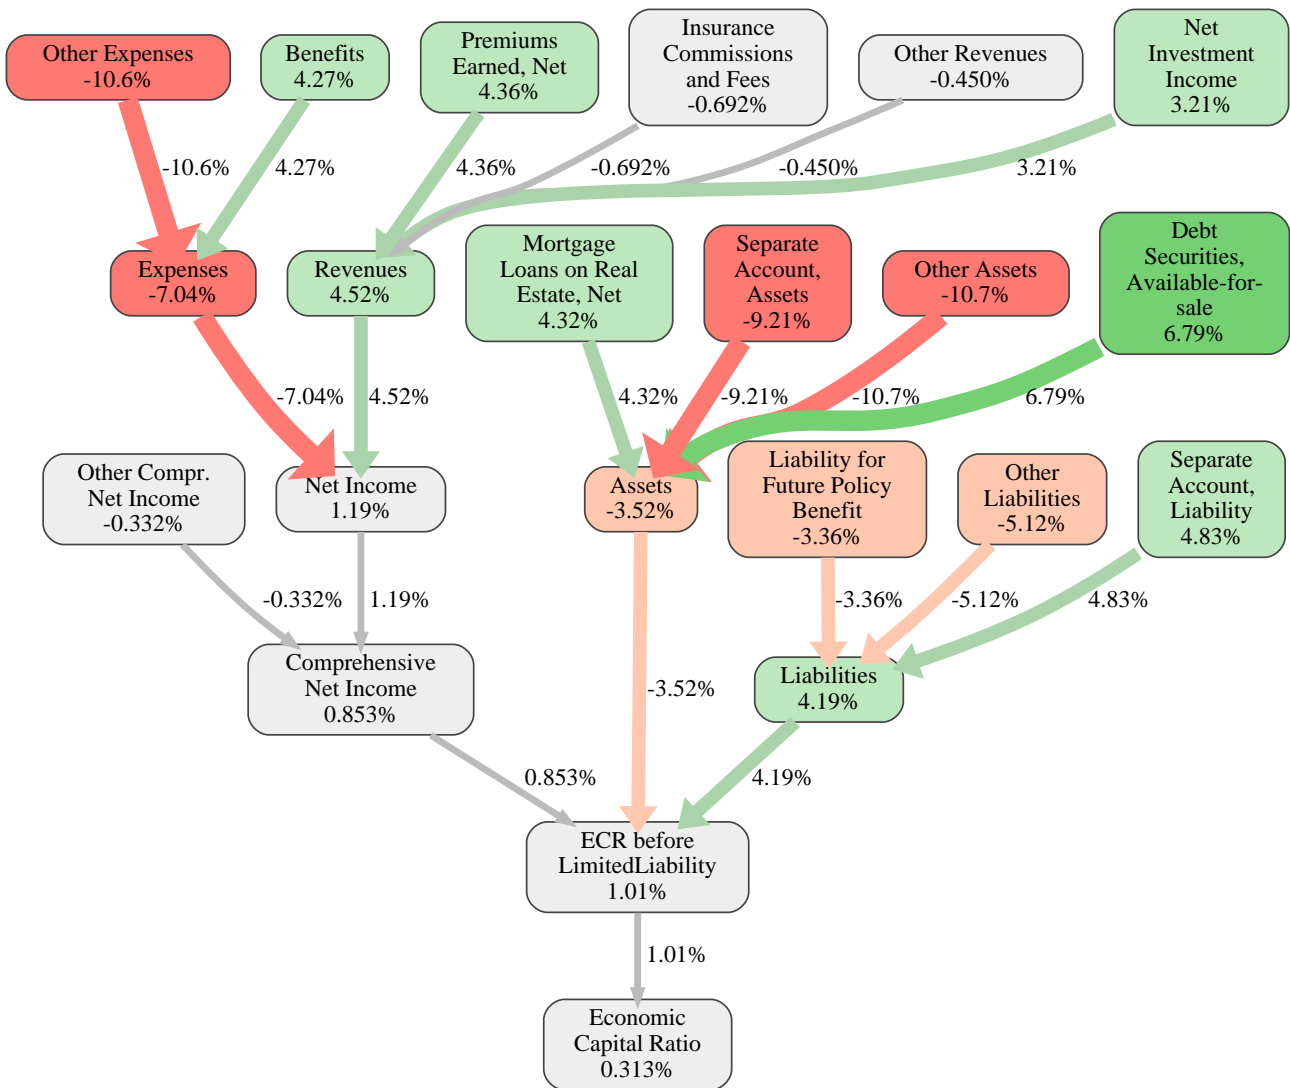 Other Expenses
-10.6%
Benefits
4.27%
Premiums
Earned, Net
4.36%
Insurance
Commissions
and Fees
-0.692%
Other Revenues
-0.450%
Net
Investment
Income
3.21%
-10.6%
4.27%
4.36%
-0.692%
-0.450%
3.21%
Expenses
-7.04%
Revenues
4.52%
Mortgage
Loans on Real
Estate, Net
4.32%
Separate
Account,
Assets
-9.21%
Other Assets
-10.7%
Debt
Securities,
Available-for-
sale
6.79%
-7.04%
4.52%
4.32%
-9.21%
-10.7%
6.79%
Other Compr.
Net Income
-0.332%
Net Income
1.19%
Assets
-3.52%
Liability for
Future Policy
Benefit
-3.36%
Other
Liabilities
-5.12%
Separate
Account,
Liability
4.83%
-0.332%
1.19%
-3.36%
-5.12%
4.83%
Comprehensive
Net Income
0.853%
-3.52%
Liabilities
4.19%
0.853%
4.19%
ECR before
LimitedLiability
1.01%
1.01%
Economic
Capital Ratio
0.313%